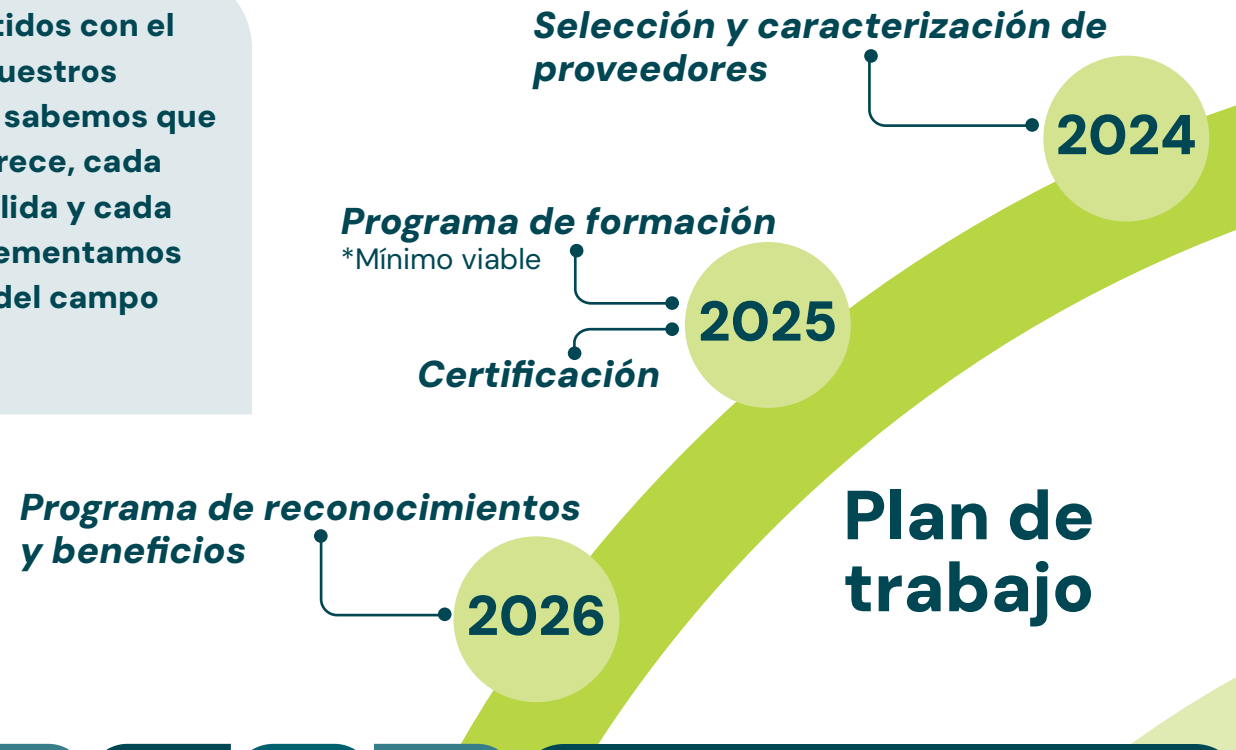 tidos con el
uestros
sabemos que
rece, cada
lida y cada
ementamos
del campo
Selección y caracterización de
proveedores
2024
Programa de formación
*Mínimo viable
2025
Certificación
Programa de reconocimientos
y beneficios
2026
Plan de
trabajo